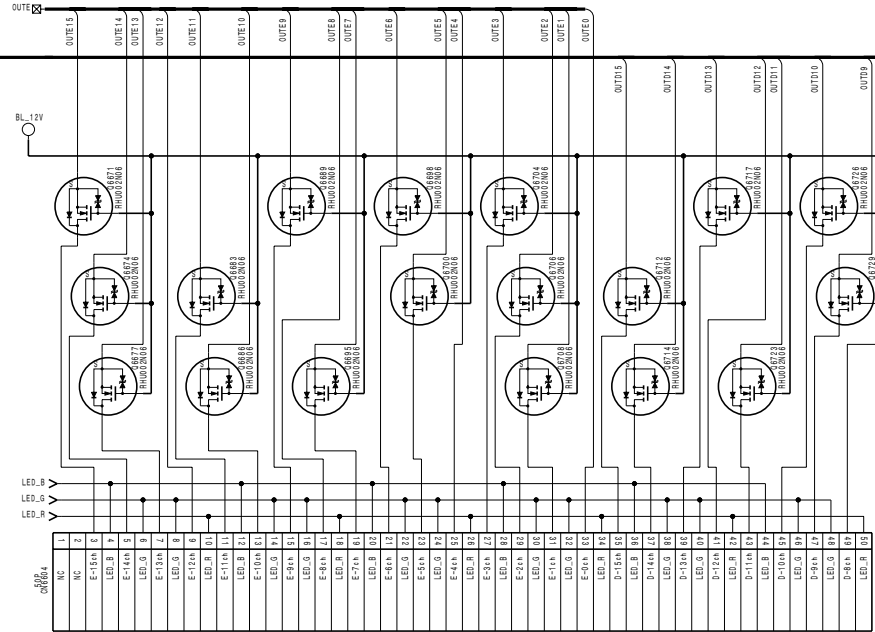 OUTE
OUTE15
OUTE14
OUTE13
OUTE12
OUTE11
OUTE10
OUTE9
OUTE8
OUTE7
OUTE6
OUTE5
OUTE4
OUTE3
OUTE2
OUTE1
OUTE0
OUTD15
OUTD14
OUTD13
OUTD12
OUTD11
OUTD10
OUTD9
BL_12V
S
Q6671
RHU002N06
S
Q6689
RHU002N06
S
Q6698
RHU002N06
S
Q6704
RHU002N06
S
Q6717
RHU002N06
S
Q6726
RHU002N06
S
Q6674
RHU002N06
S
Q6683
RHU002N06
S
Q6700
RHU002N06
S
Q6706
RHU002N06
S
Q6712
RHU002N06
S
Q6729
S
Q6677
RHU002N06
S
Q6686
RHU002N06
S
Q6695
RHU002N06
S
Q6708
RHU002N06
S
Q6714
RHU002N06
S
Q6723
RHU002N06
LED_B
LED_G
LED_R
50P
CN6604
1 NC
2 NC
3 E-15ch
4 LED_B
5 E-14ch
6 LED_G
7 E-13ch
8 LED_G
9 E-12ch
10 LED_R
11 E-11ch
12 LED_B
13 E-10ch
14 LED_G
15 E-9ch
16 LED_G
17 E-8ch
18 LED_R
19 E-7ch
20 LED_B
21 E-6ch
22 LED_G
23 E-5ch
24 LED_G
25 E-4ch
26 LED_R
27 E-3ch
28 LED_B
29 E-2ch
30 LED_G
31 E-1ch
32 LED_G
33 E-0ch
34 LED_R
35 D-15ch
36 LED_B
37 D-14ch
38 LED_G
39 D-13ch
40 LED_G
41 D-12ch
42 LED_R
43 D-11ch
44 LED_B
45 D-10ch
46 LED_G
47 D-9ch
48 LED_G
49 D-8ch
50 LED_R